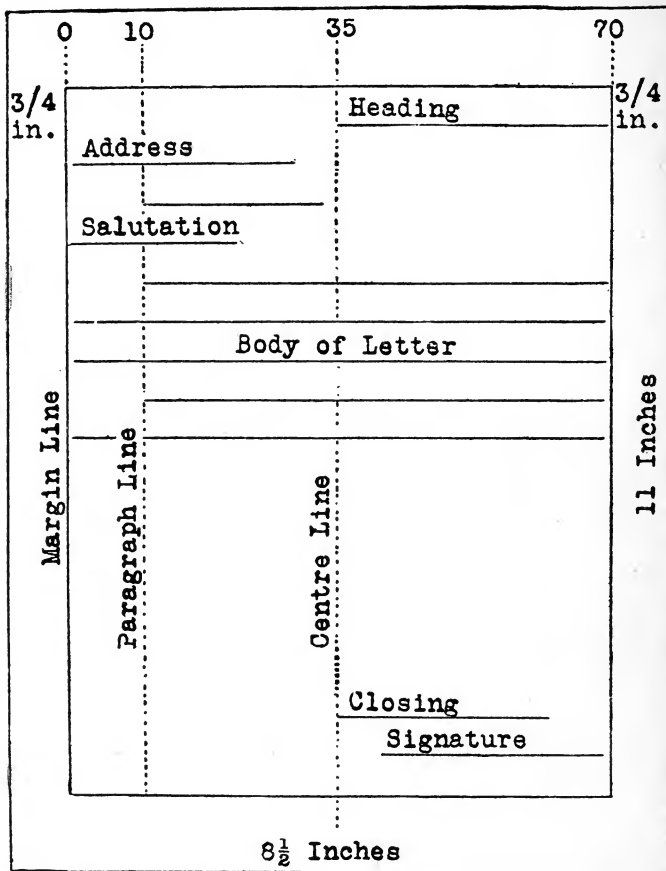 0 10 35 70
3/4 in.
3/4 in.
Heading
Address
Salutation
Body of Letter
Margin Line
Paragraph Line
Centre Line
11 Inches
Closing
Signature
8½ Inches